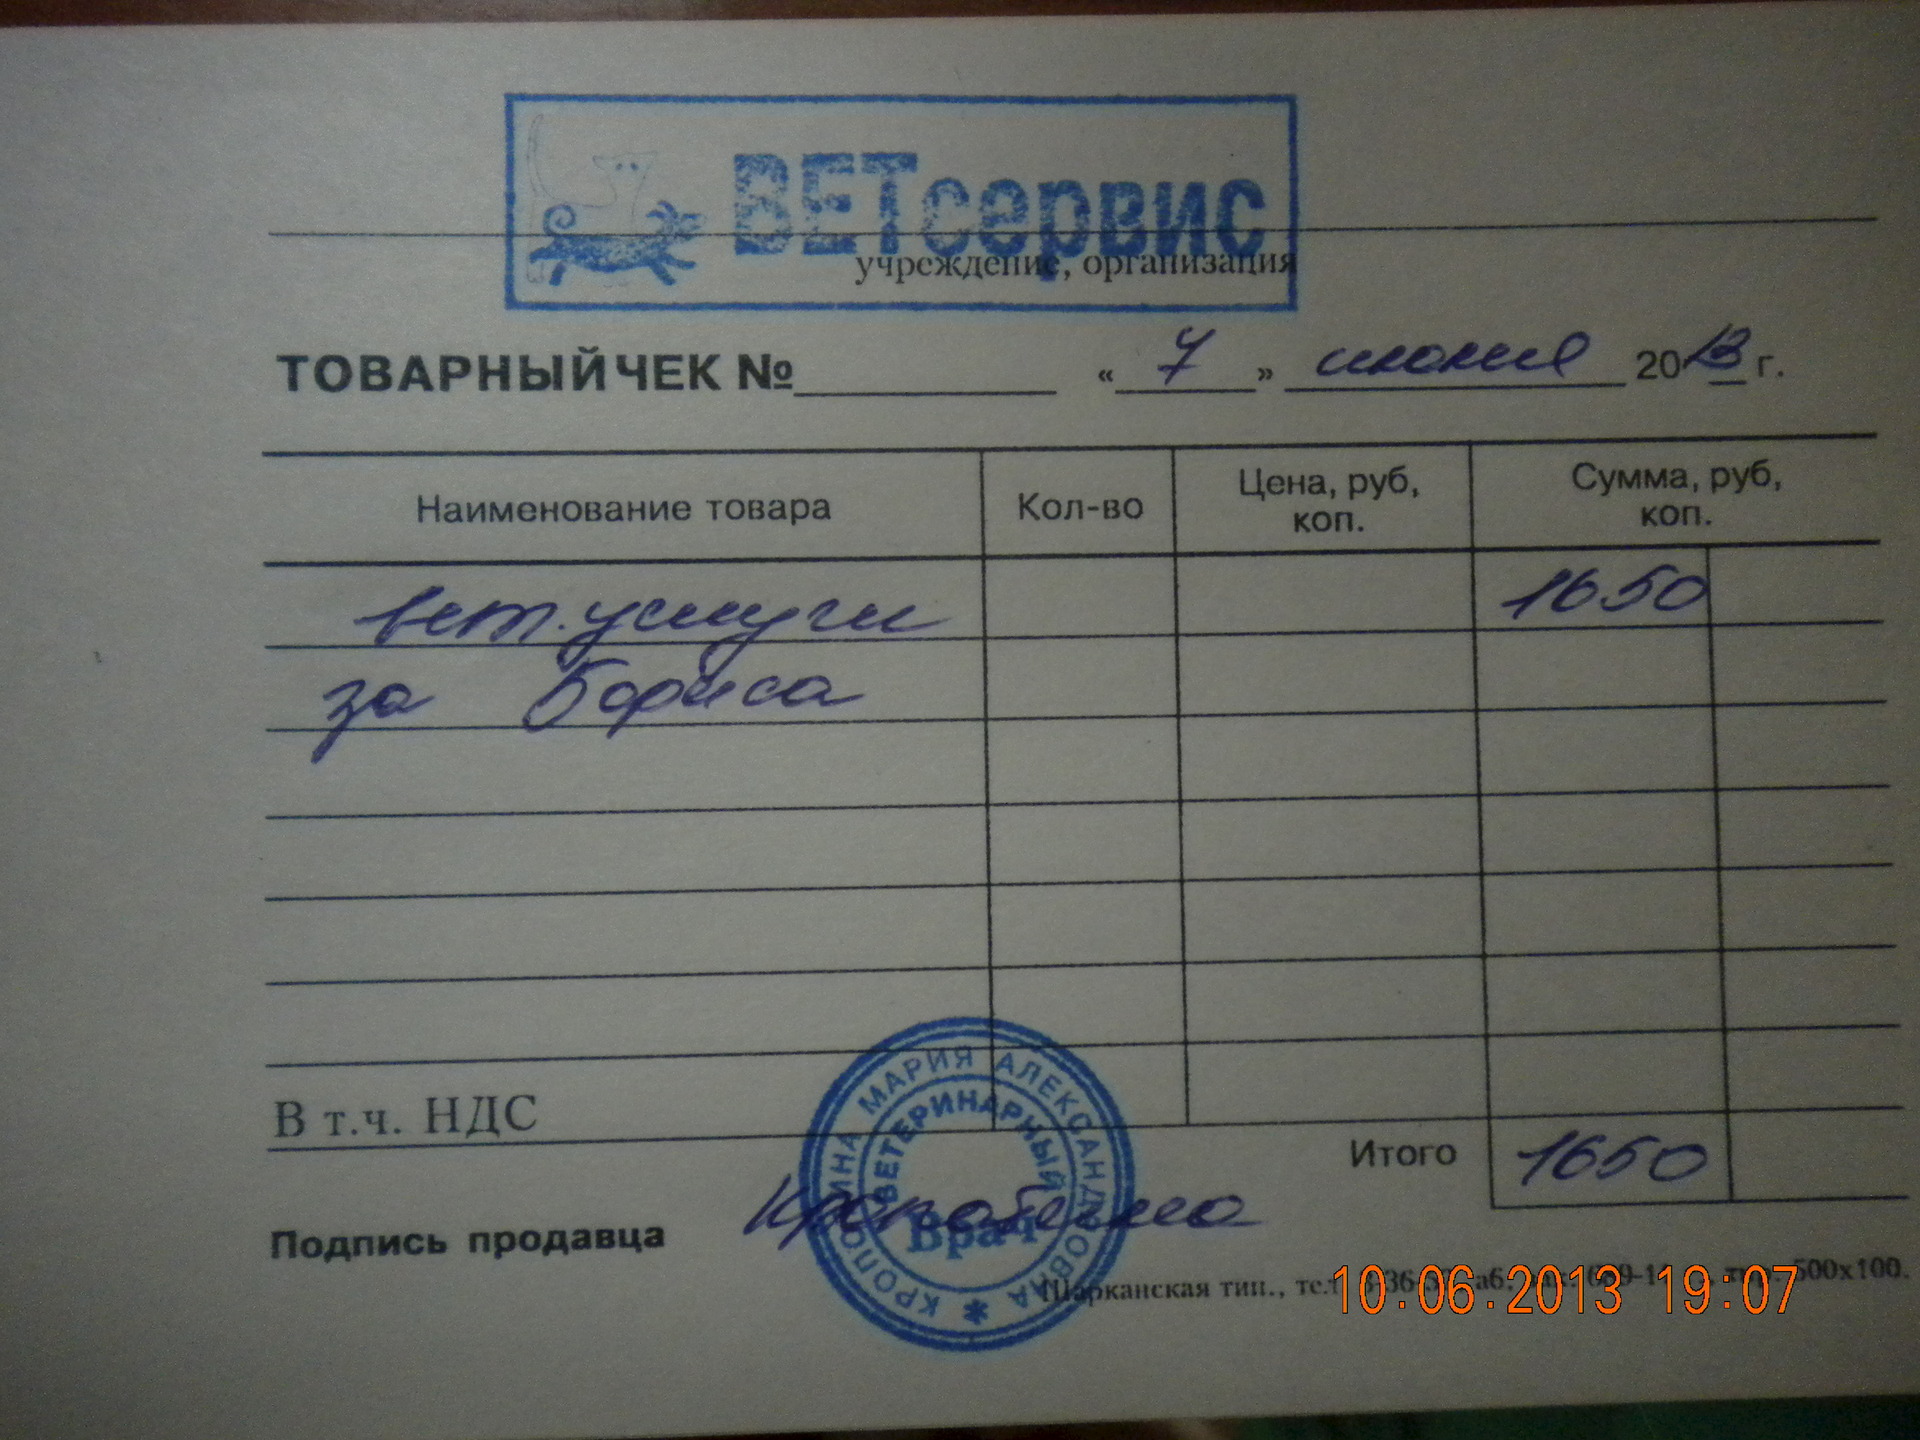 ВЕТсервис
учреждение, организация
ТОВАРНЫЙ ЧЕК № « 7 » июня 2013 г.
Наименование товара Кол-во Цена, руб, коп. Сумма, руб, коп.
вет. услуги 1650
за Бориса
В т.ч. НДС
Итого 1650
Подпись продавца
МАРИЯ АЛЕКСАНДРОВНА
ВЕТЕРИНАРНЫЙ
Врач
Шарканская тип., 500х100.
10.06.2013 19:07